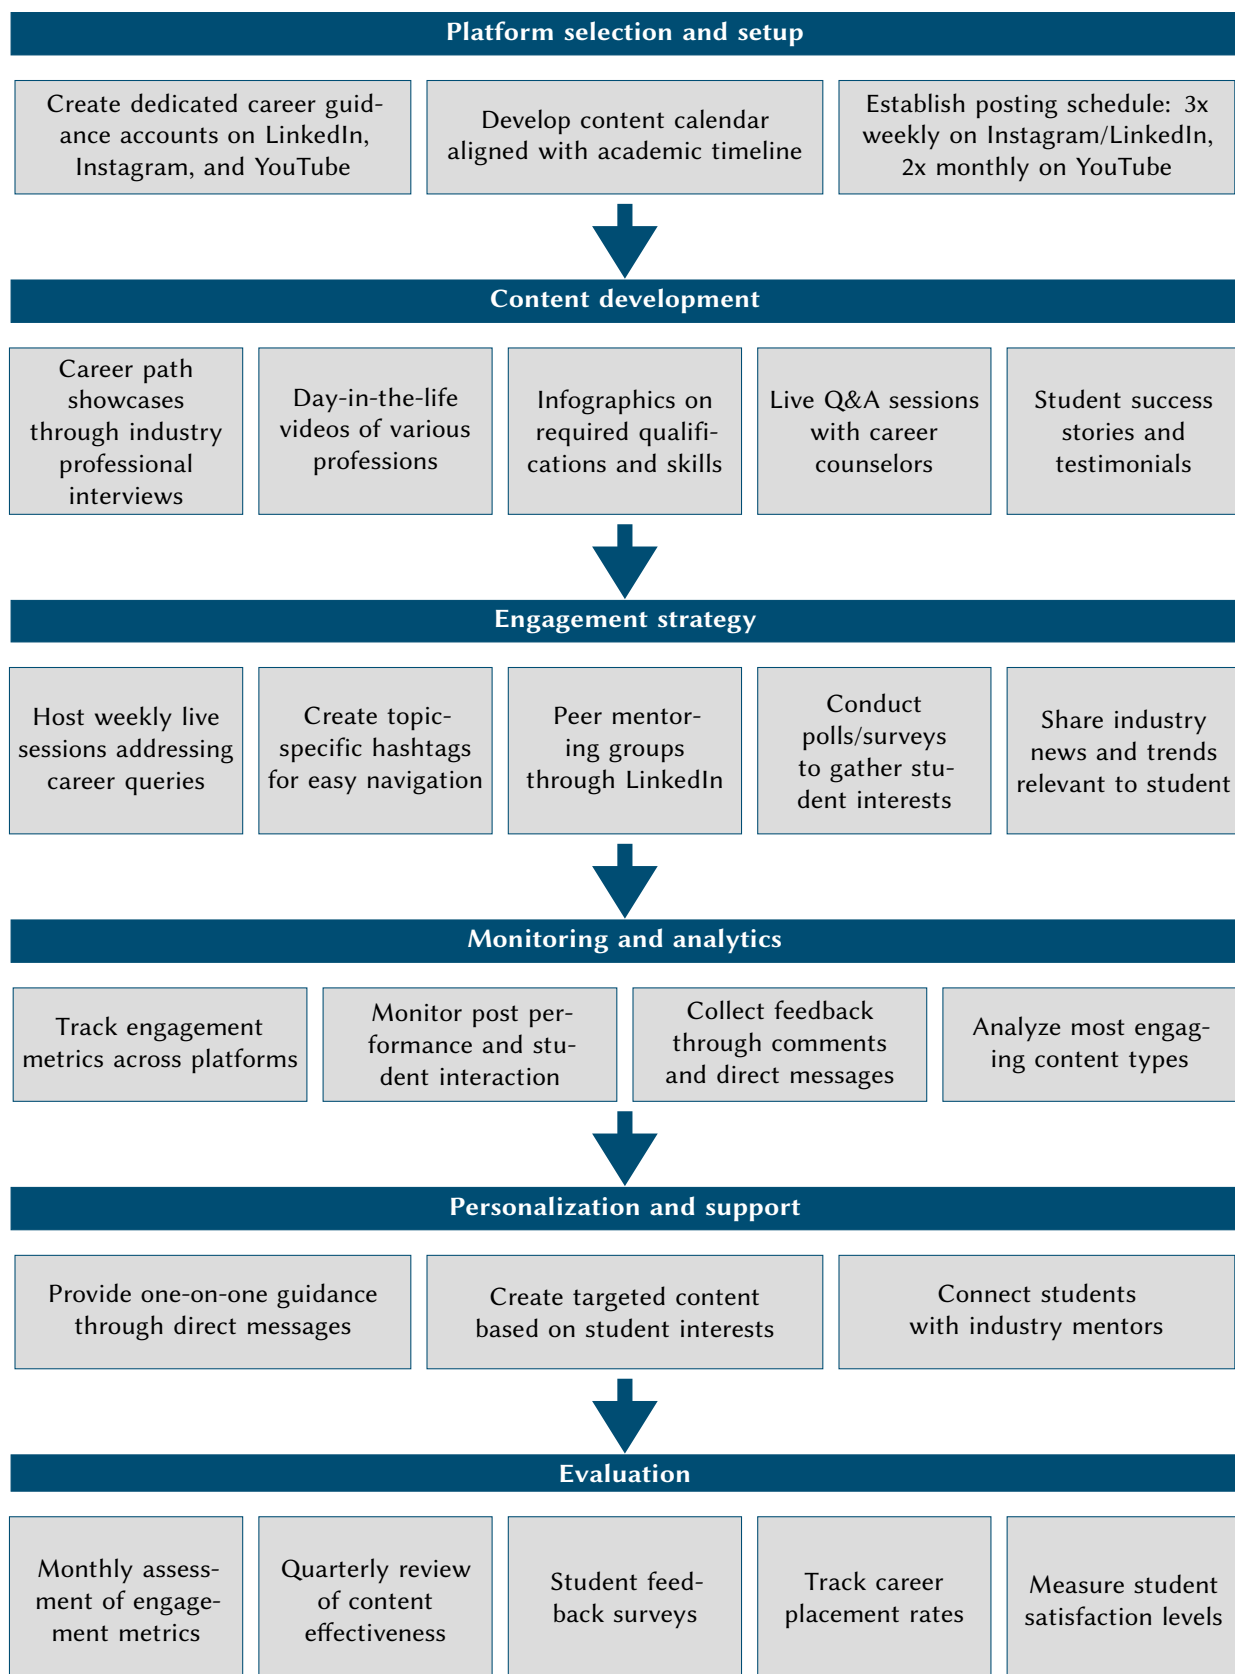 Platform selection and setup
Create dedicated career guid-
ance accounts on LinkedIn,
Instagram, and YouTube
Develop content calendar
aligned with academic timeline
Establish posting schedule: 3x
weekly on Instagram/LinkedIn,
2x monthly on YouTube
Content development
Career path
showcases
through industry
professional
interviews
Day-in-the-life
videos of various
professions
Infographics on
required qualifi-
cations and skills
Live Q&A sessions
with career
counselors
Student success
stories and
testimonials
Engagement strategy
Host weekly live
sessions addressing
career queries
Create topic-
specific hashtags
for easy navigation
Peer mentor-
ing groups
through LinkedIn
Conduct
polls/surveys
to gather stu-
dent interests
Share industry
news and trends
relevant to student
Monitoring and analytics
Track engagement
metrics across platforms
Monitor post per-
formance and stu-
dent interaction
Collect feedback
through comments
and direct messages
Analyze most engag-
ing content types
Personalization and support
Provide one-on-one guidance
through direct messages
Create targeted content
based on student interests
Connect students
with industry mentors
Evaluation
Monthly assess-
ment of engage-
ment metrics
Quarterly review
of content
effectiveness
Student feed-
back surveys
Track career
placement rates
Measure student
satisfaction levels